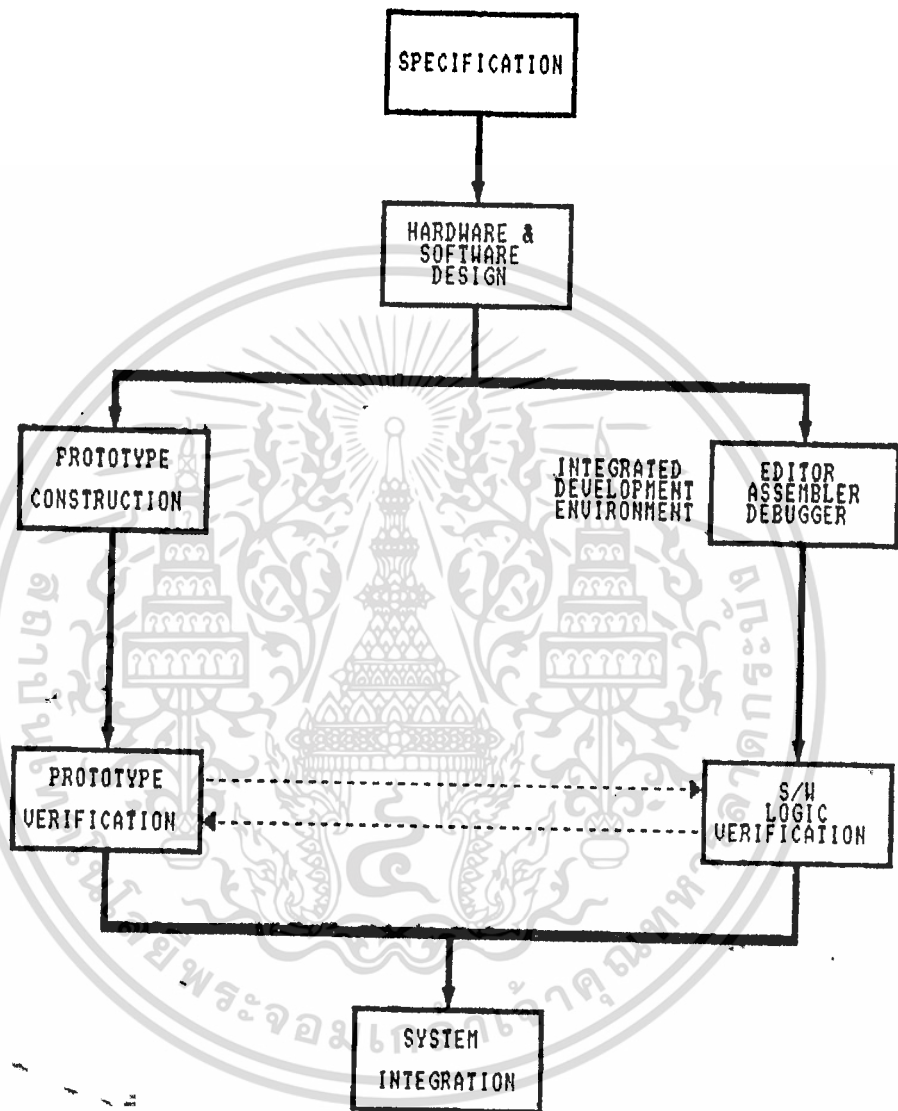 SPECIFICATION
HARDWARE &
SOFTWARE
DESIGN
PROTOTYPE
CONSTRUCTION
INTEGRATED
DEVELOPMENT
ENVIRONMENT
EDITOR
ASSEMBLER
DEBUGGER
PROTOTYPE
VERIFICATION
S/W
LOGIC
VERIFICATION
SYSTEM
INTEGRATION